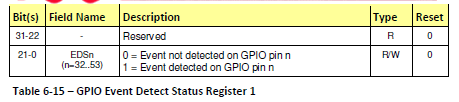 Bit(s) Field Name Description Type Reset
31-22 - Reserved R 0
21-0 EDSn 0 = Event not detected on GPIO pin n R/W 0
(n=32..53) 1 = Event detected on GPIO pin n
Table 6-15 – GPIO Event Detect Status Register 1